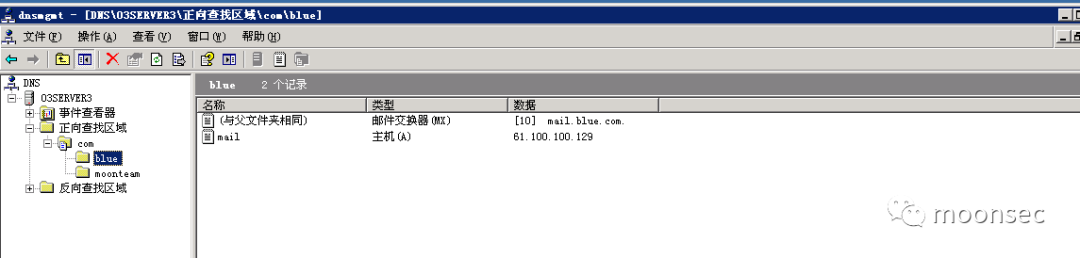 dnsmgmt - [DNS\O3SERVER3\正向查找区域\com\blue]
文件(F) 操作(A) 查看(V) 窗口(W) 帮助(H)
DNS
O3SERVER3
事件查看器
正向查找区域
com
blue
moonteam
反向查找区域
blue 2 个记录
名称 类型 数据
(与父文件夹相同) 邮件交换器(MX) [10] mail.blue.com.
mail 主机(A) 61.100.100.129
moonsec